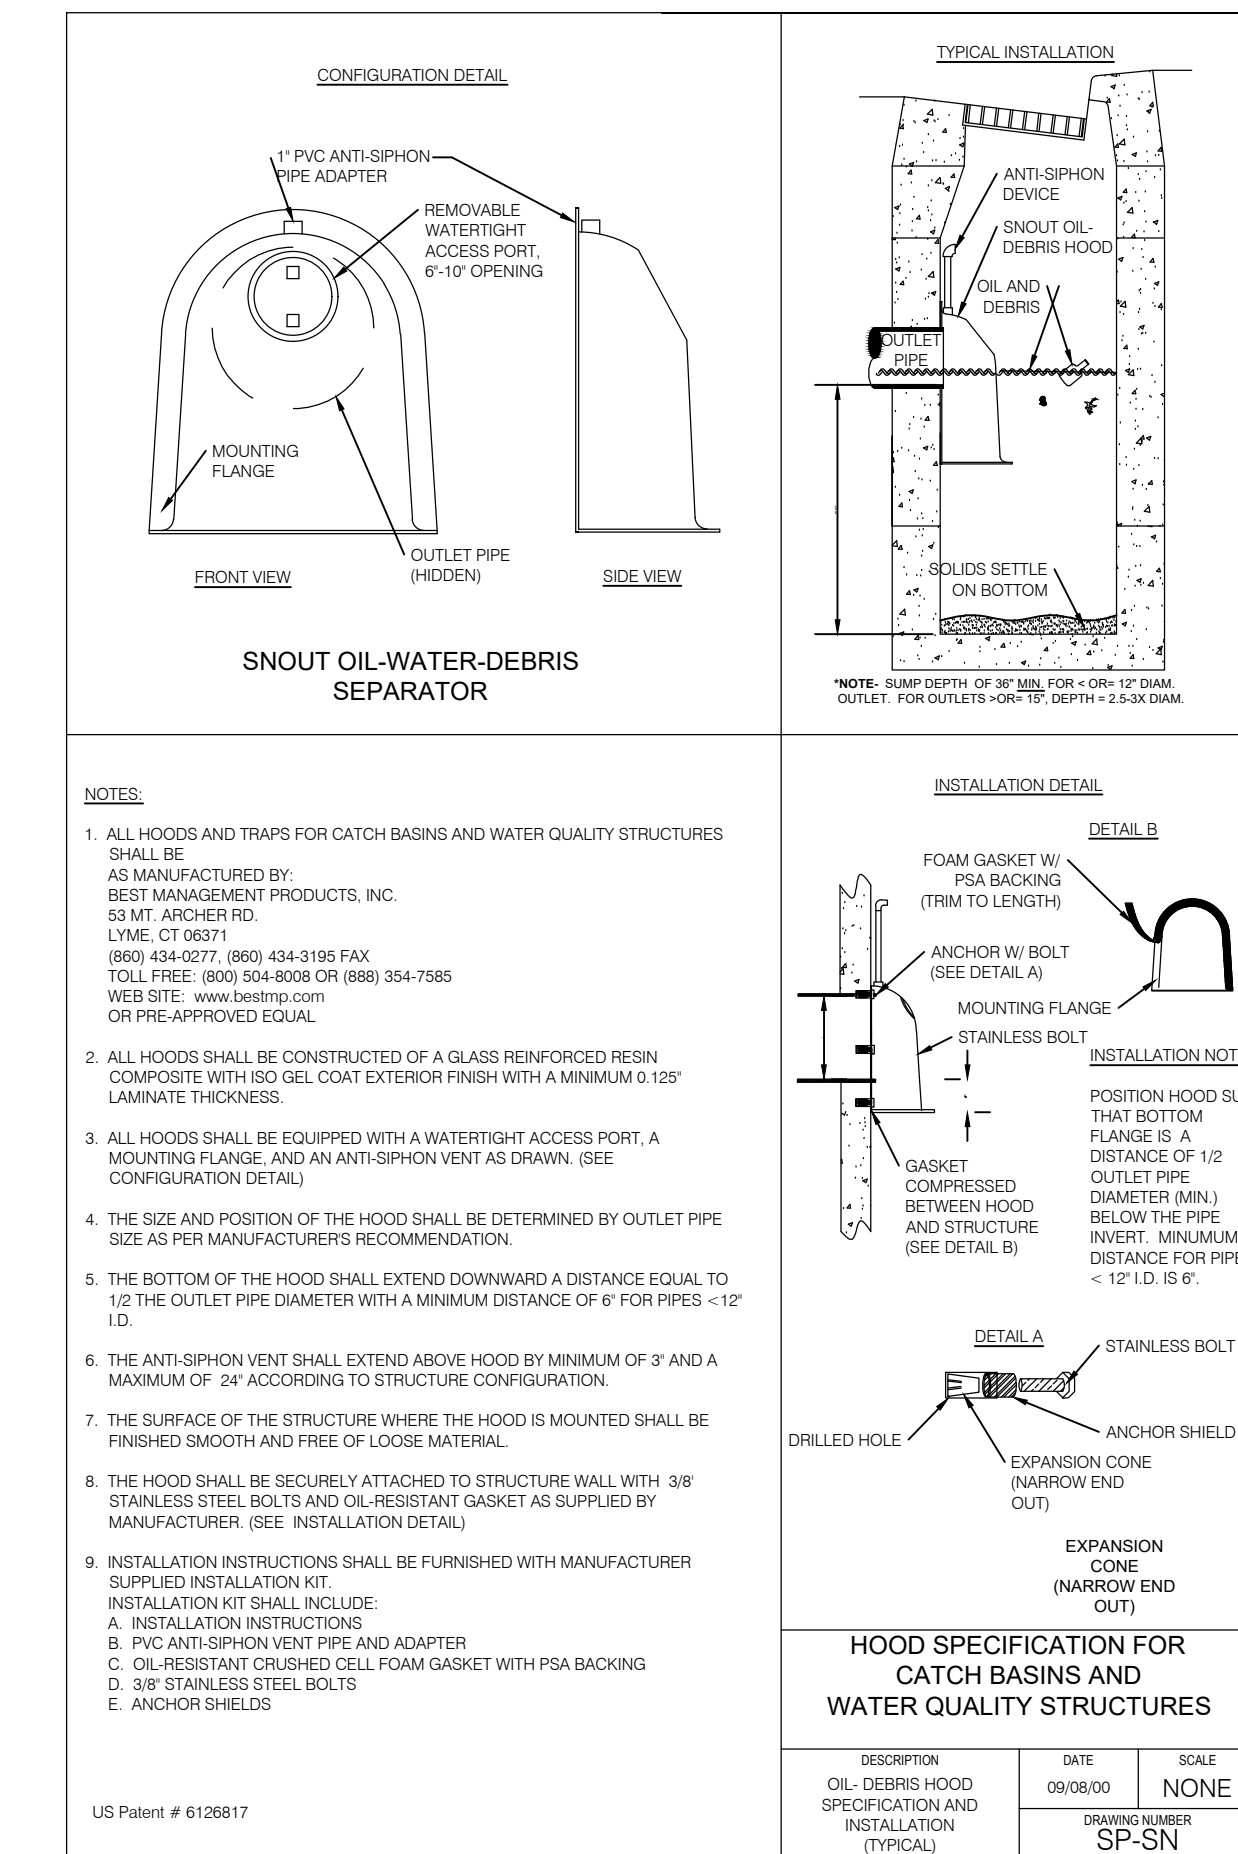 CONFIGURATION DETAIL
1" PVC ANTI-SIPHON
PIPE ADAPTER
REMOVABLE
WATERTIGHT
ACCESS PORT,
6"-10" OPENING
MOUNTING
FLANGE
OUTLET PIPE
(HIDDEN)
FRONT VIEW
SIDE VIEW
SNOUT OIL-WATER-DEBRIS
SEPARATOR
TYPICAL INSTALLATION
ANTI-SIPHON
DEVICE
SNOUT OIL-
DEBRIS HOOD
OIL AND
DEBRIS
OUTLET
PIPE
SOLIDS SETTLE
ON BOTTOM
*NOTE- SUMP DEPTH OF 36" MIN. FOR < OR= 12" DIAM.
OUTLET. FOR OUTLETS >OR= 15", DEPTH = 2.5-3X DIAM.
NOTES:
1. ALL HOODS AND TRAPS FOR CATCH BASINS AND WATER QUALITY STRUCTURES
SHALL BE
AS MANUFACTURED BY:
BEST MANAGEMENT PRODUCTS, INC.
53 MT. ARCHER RD.
LYME, CT 06371
(860) 434-0277, (860) 434-3195 FAX
TOLL FREE: (800) 504-8008 OR (888) 354-7585
WEB SITE: www.bestmp.com
OR PRE-APPROVED EQUAL
2. ALL HOODS SHALL BE CONSTRUCTED OF A GLASS REINFORCED RESIN
COMPOSITE WITH ISO GEL COAT EXTERIOR FINISH WITH A MINIMUM 0.125"
LAMINATE THICKNESS.
3. ALL HOODS SHALL BE EQUIPPED WITH A WATERTIGHT ACCESS PORT, A
MOUNTING FLANGE, AND AN ANTI-SIPHON VENT AS DRAWN. (SEE
CONFIGURATION DETAIL)
4. THE SIZE AND POSITION OF THE HOOD SHALL BE DETERMINED BY OUTLET PIPE
SIZE AS PER MANUFACTURER'S RECOMMENDATION.
5. THE BOTTOM OF THE HOOD SHALL EXTEND DOWNWARD A DISTANCE EQUAL TO
1/2 THE OUTLET PIPE DIAMETER WITH A MINIMUM DISTANCE OF 6" FOR PIPES <12"
I.D.
6. THE ANTI-SIPHON VENT SHALL EXTEND ABOVE HOOD BY MINIMUM OF 3" AND A
MAXIMUM OF 24" ACCORDING TO STRUCTURE CONFIGURATION.
7. THE SURFACE OF THE STRUCTURE WHERE THE HOOD IS MOUNTED SHALL BE
FINISHED SMOOTH AND FREE OF LOOSE MATERIAL.
8. THE HOOD SHALL BE SECURELY ATTACHED TO STRUCTURE WALL WITH 3/8'
STAINLESS STEEL BOLTS AND OIL-RESISTANT GASKET AS SUPPLIED BY
MANUFACTURER. (SEE INSTALLATION DETAIL)
9. INSTALLATION INSTRUCTIONS SHALL BE FURNISHED WITH MANUFACTURER
SUPPLIED INSTALLATION KIT.
INSTALLATION KIT SHALL INCLUDE:
A. INSTALLATION INSTRUCTIONS
B. PVC ANTI-SIPHON VENT PIPE AND ADAPTER
C. OIL-RESISTANT CRUSHED CELL FOAM GASKET WITH PSA BACKING
D. 3/8" STAINLESS STEEL BOLTS
E. ANCHOR SHIELDS
US Patent # 6126817
INSTALLATION DETAIL
DETAIL B
FOAM GASKET W/
PSA BACKING
(TRIM TO LENGTH)
ANCHOR W/ BOLT
(SEE DETAIL A)
MOUNTING FLANGE
STAINLESS BOLT
GASKET
COMPRESSED
BETWEEN HOOD
AND STRUCTURE
(SEE DETAIL B)
INSTALLATION NOT
POSITION HOOD SU
THAT BOTTOM
FLANGE IS A
DISTANCE OF 1/2
OUTLET PIPE
DIAMETER (MIN.)
BELOW THE PIPE
INVERT. MINUMUM
DISTANCE FOR PIPE
< 12" I.D. IS 6".
DETAIL A
STAINLESS BOLT
DRILLED HOLE
ANCHOR SHIELD
EXPANSION CONE
(NARROW END
OUT)
EXPANSION
CONE
(NARROW END
OUT)
HOOD SPECIFICATION FOR
CATCH BASINS AND
WATER QUALITY STRUCTURES
DESCRIPTION
OIL- DEBRIS HOOD
SPECIFICATION AND
INSTALLATION
(TYPICAL)
DATE
09/08/00
SCALE
NONE
DRAWING NUMBER
SP-SN